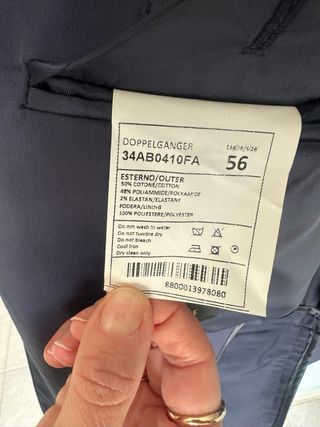 DOPPELGANGER
taglia/size
34AB0410FA 56
ESTERNO/OUTER
50% COTONE/COTTON
48% POLIAMMIDE/POLYAMIDE
2% ELASTAN/ELASTANE
FODERA/LINING
100% POLIESTERE/POLYESTER
Do not wash in water
Do not tumble dry
Do not bleach
Cool iron
Dry clean only
8800013978080